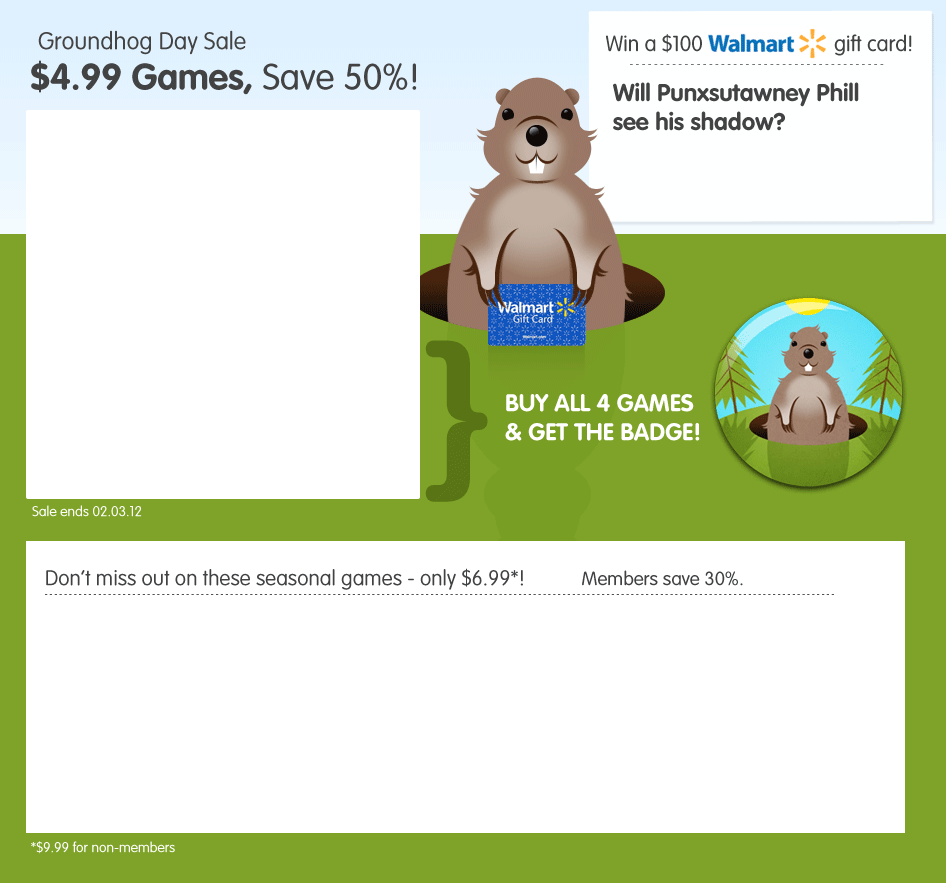 Groundhog Day Sale
$4.99 Games, Save 50%!
Win a $100 Walmart gift card!
Will Punxsutawney Phill
see his shadow?
Walmart
Gift Card
Walmart.com
BUY ALL 4 GAMES
& GET THE BADGE!
Sale ends 02.03.12
Don't miss out on these seasonal games - only $6.99*! Members save 30%.
*$9.99 for non-members